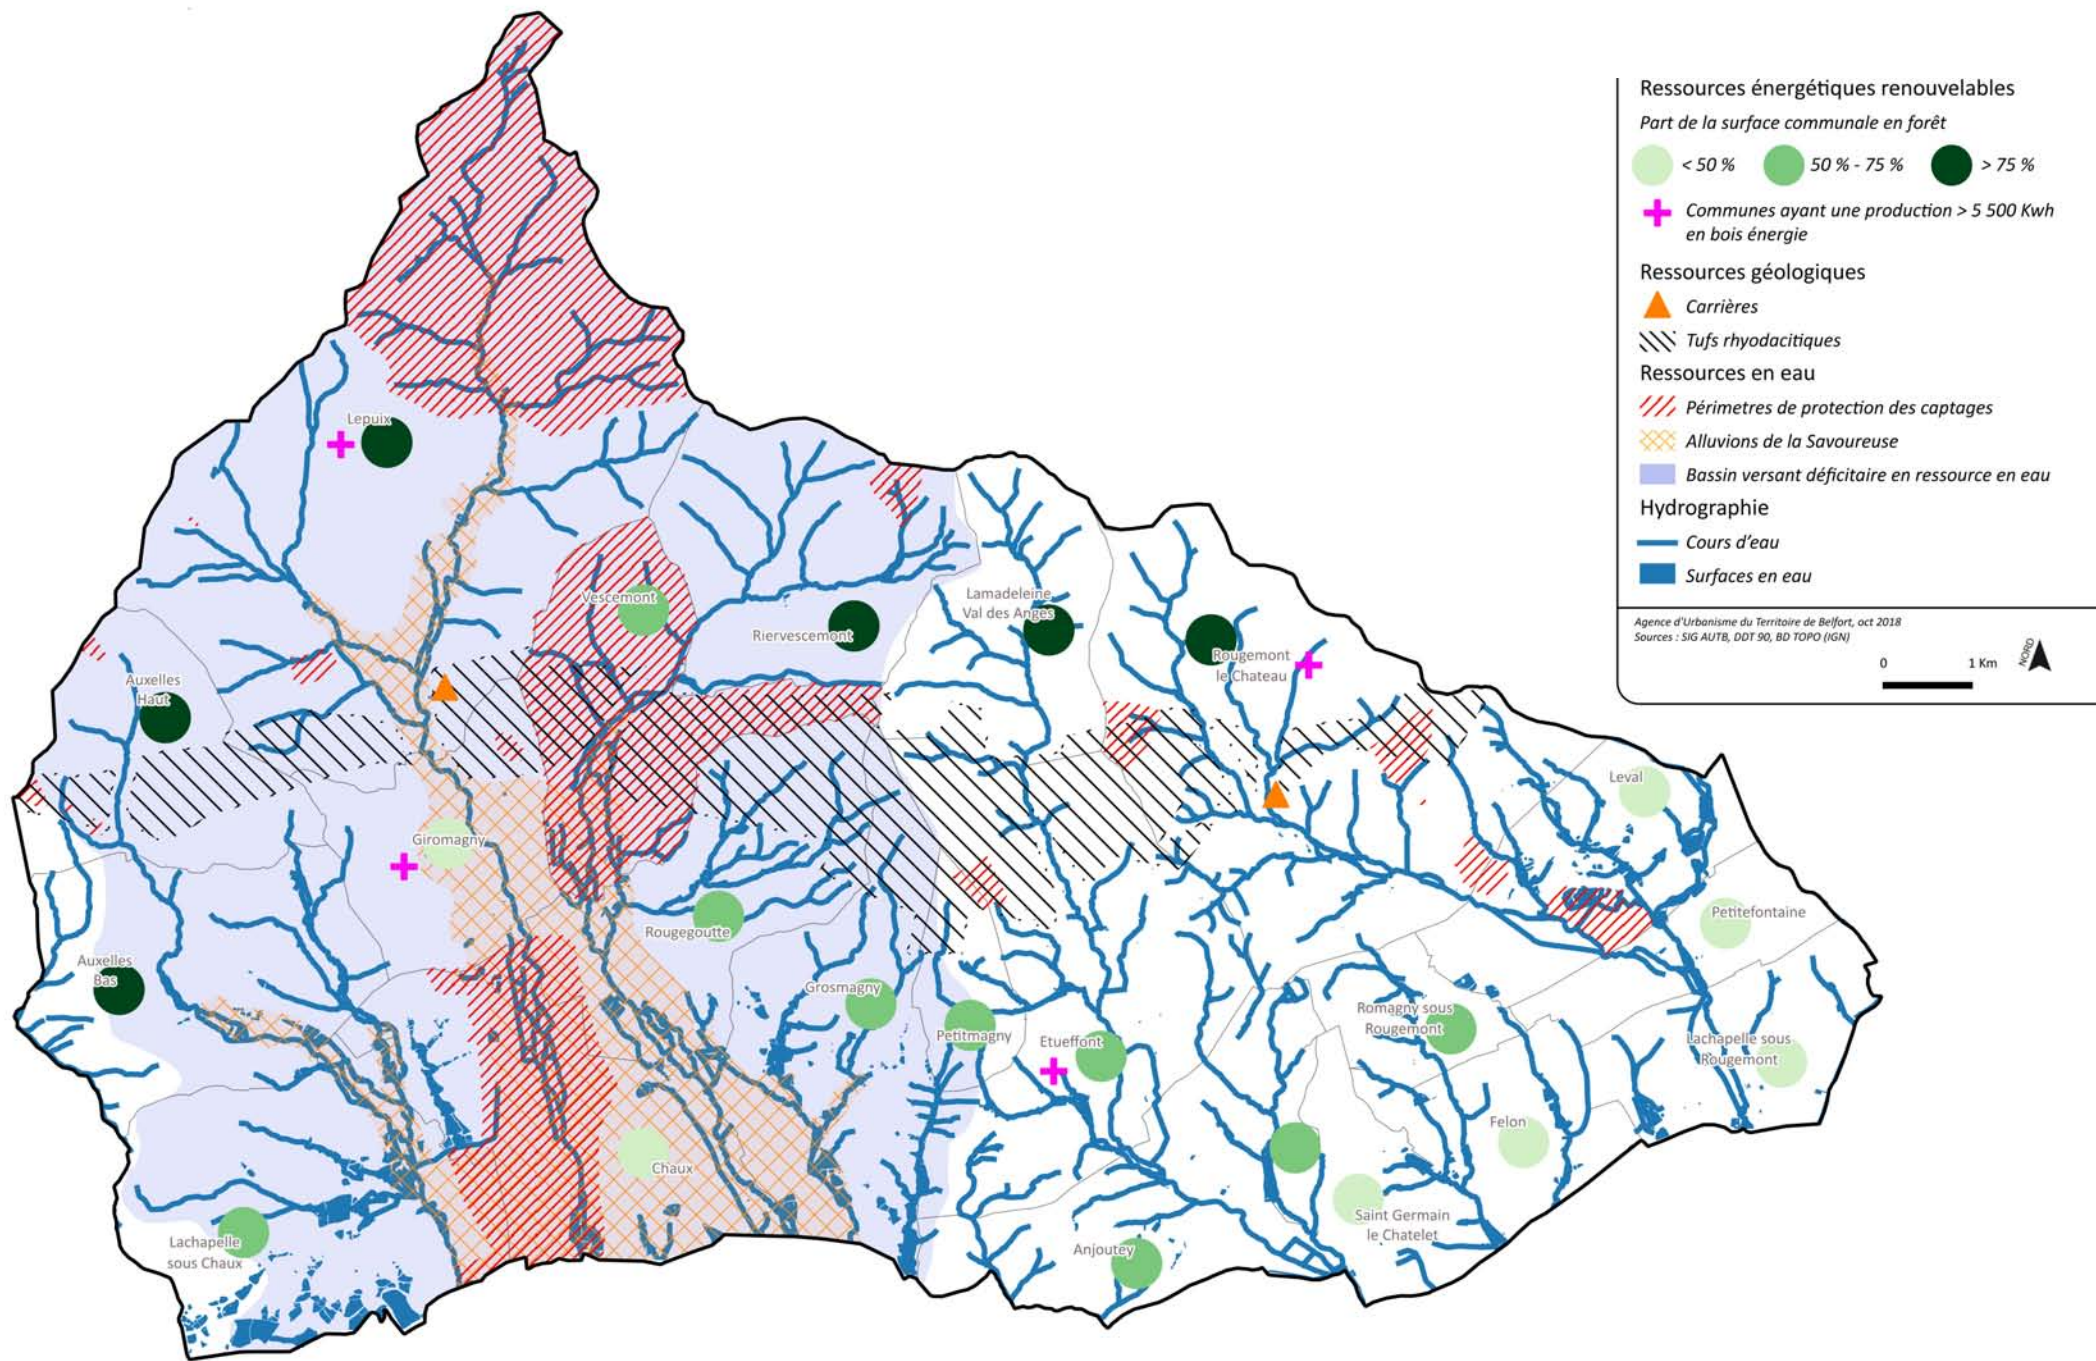 Ressources énergétiques renouvelables
Part de la surface communale en forêt
< 50 %
50 % - 75 %
> 75 %
Communes ayant une production > 5 500 Kwh
en bois énergie
Ressources géologiques
Carrières
Tufs rhyodacitiques
Ressources en eau
Périmetres de protection des captages
Alluvions de la Savoureuse
Bassin versant déficitaire en ressource en eau
Hydrographie
Cours d'eau
Surfaces en eau
Agence d'Urbanisme du Territoire de Belfort, oct 2018
Sources : SIG AUTB, DDT 90, BD TOPO (IGN)
0
1 Km
NORD
Lepuix
Vescemont
Riervescemont
Lamadeleine
Val des Anges
Rougemont
le Chateau
Auxelles
Haut
Leval
Giromagny
Petitefontaine
Rougegoutte
Auxelles
Bas
Grosmagny
Petitmagny
Etueffont
Romagny sous
Rougemont
Lachapelle sous
Rougemont
Felon
Chaux
Saint Germain
le Chatelet
Lachapelle
sous Chaux
Anjoutey